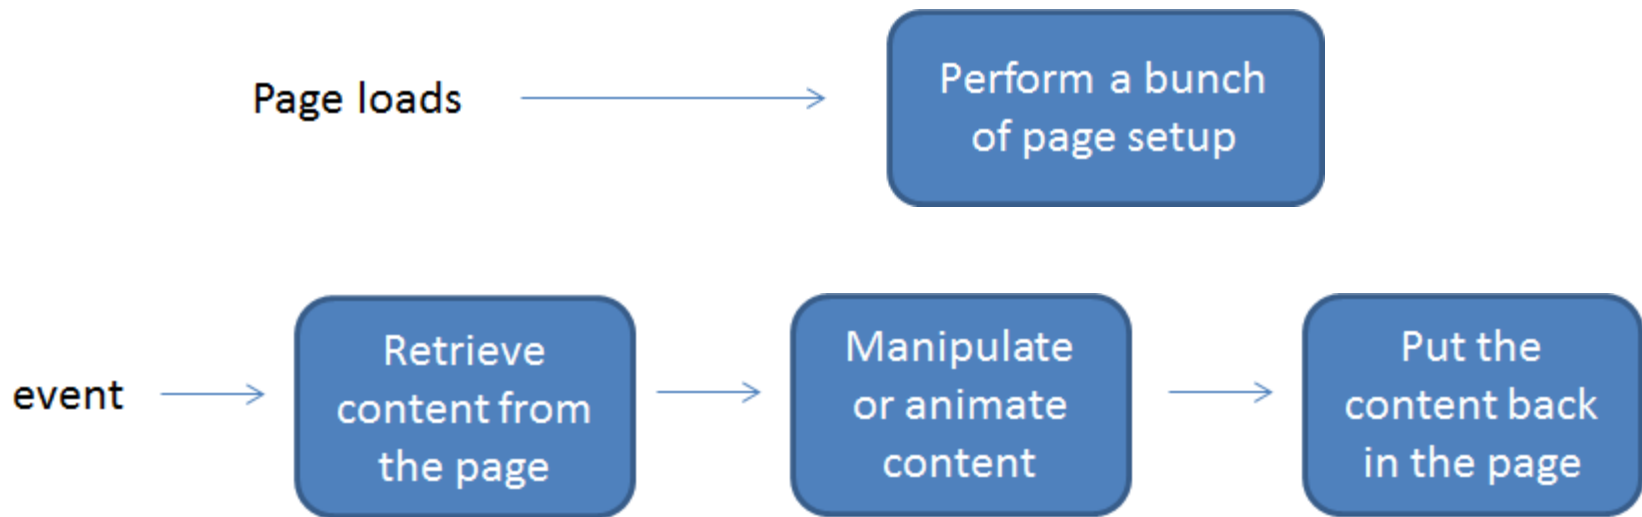 Page loads
Perform a bunch
of page setup
event
Retrieve
content from
the page
Manipulate
or animate
content
Put the
content back
in the page